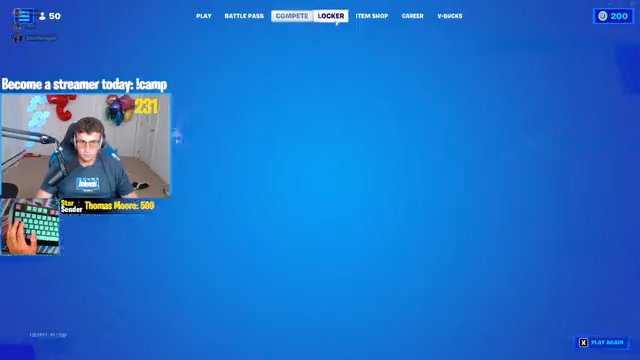 50
PLAY BATTLE PASS COMPETE LOCKER ITEM SHOP CAREER V-BUCKS
200
Become a streamer today: !camp
231
Star Sender
Thomas Moore: 500
X PLAY AGAIN